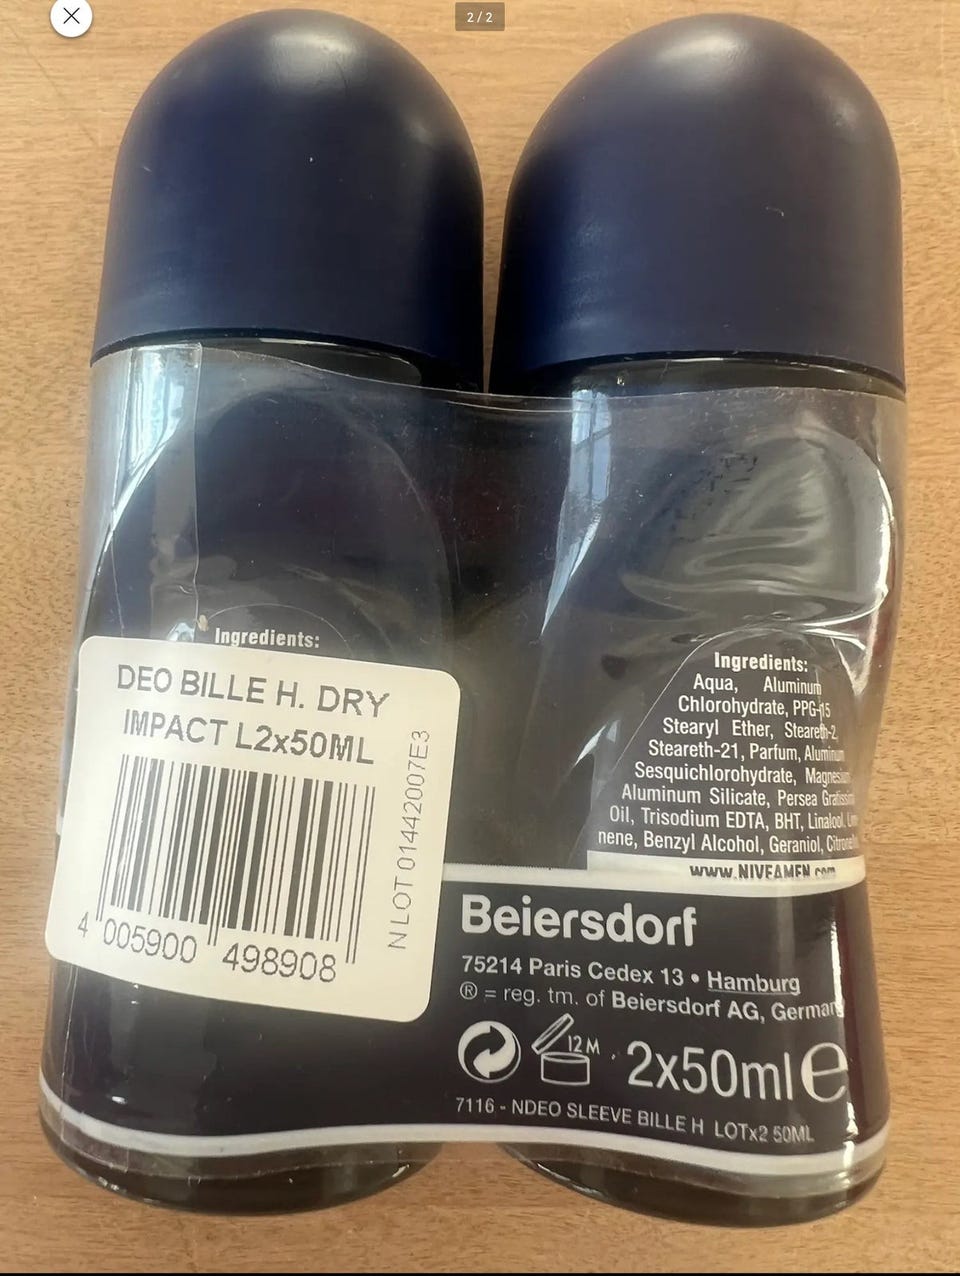 2 / 2
Ingredients:
DEO BILLE H. DRY
IMPACT L2x50ML
N LOT 01442007E3
4 005900 498908
Ingredients:
Aqua, Aluminum
Chlorohydrate, PPG-15
Stearyl Ether, Steareth-2,
Steareth-21, Parfum, Aluminum
Sesquichlorohydrate, Magnesium
Aluminum Silicate, Persea
Oil, Trisodium EDTA, BHT, Linalool,
nene, Benzyl Alcohol, Geraniol,
www.NIVEAMEN.com
Beiersdorf
75214 Paris Cedex 13 • Hamburg
® = reg. tm. of Beiersdorf AG, Germany
12 M
2x50ml e
7116 - NDEO SLEEVE BILLE H LOTx2 50ML